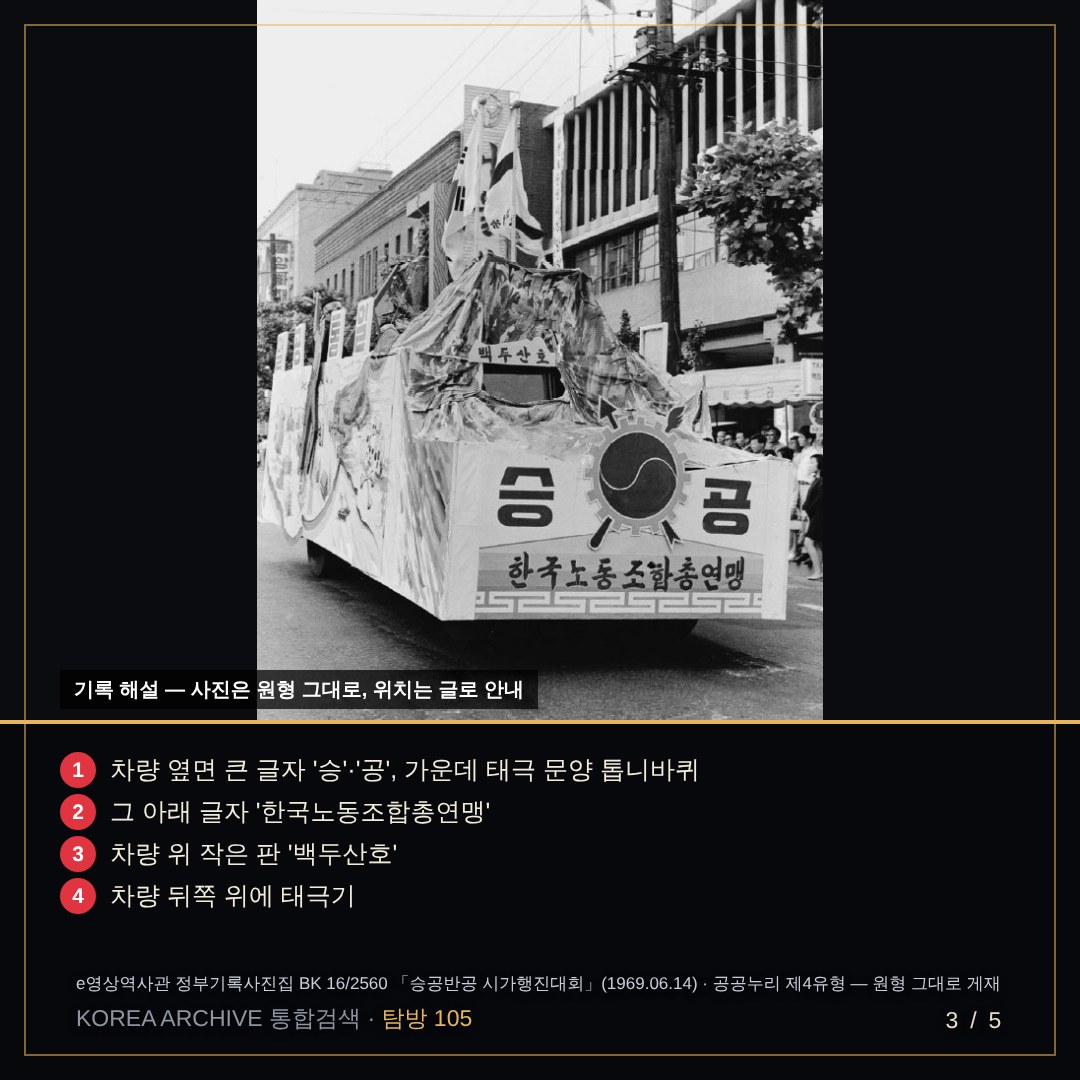 백두산호
승 공
한국노동조합총연맹
기록 해설 — 사진은 원형 그대로, 위치는 글로 안내
1 차량 옆면 큰 글자 '승'·'공', 가운데 태극 문양 톱니바퀴
2 그 아래 글자 '한국노동조합총연맹'
3 차량 위 작은 판 '백두산호'
4 차량 뒤쪽 위에 태극기
e영상역사관 정부기록사진집 BK 16/2560 「승공반공 시가행진대회」(1969.06.14) · 공공누리 제4유형 — 원형 그대로 게재
KOREA ARCHIVE 통합검색 · 탐방 105
3 / 5